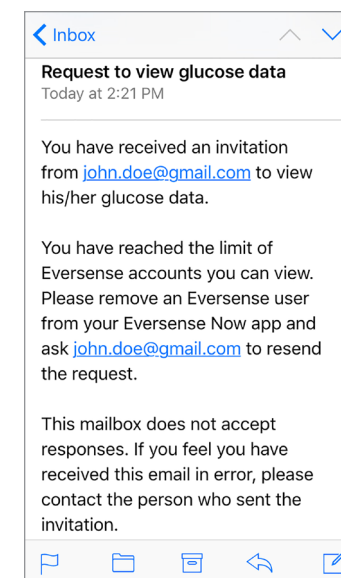 Inbox
Request to view glucose data
Today at 2:21 PM
You have received an invitation
from john.doe@gmail.com to view
his/her glucose data.
You have reached the limit of
Eversense accounts you can view.
Please remove an Eversense user
from your Eversense Now app and
ask john.doe@gmail.com to resend
the request.
This mailbox does not accept
responses. If you feel you have
received this email in error, please
contact the person who sent the
invitation.